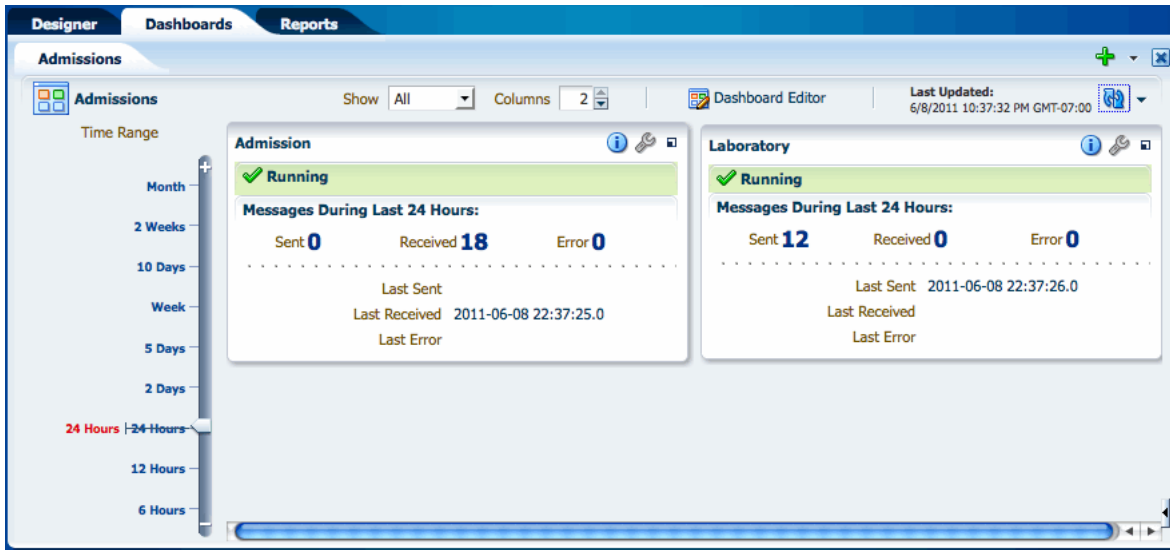 Designer Dashboards Reports
Admissions
Admissions Show All Columns 2 Dashboard Editor Last Updated:
6/8/2011 10:37:32 PM GMT-07:00
Time Range
Month
2 Weeks
10 Days
Week
5 Days
2 Days
24 Hours 24 Hours
12 Hours
6 Hours
Admission
Running
Messages During Last 24 Hours:
Sent 0 Received 18 Error 0
Last Sent
Last Received 2011-06-08 22:37:25.0
Last Error
Laboratory
Running
Messages During Last 24 Hours:
Sent 12 Received 0 Error 0
Last Sent 2011-06-08 22:37:26.0
Last Received
Last Error